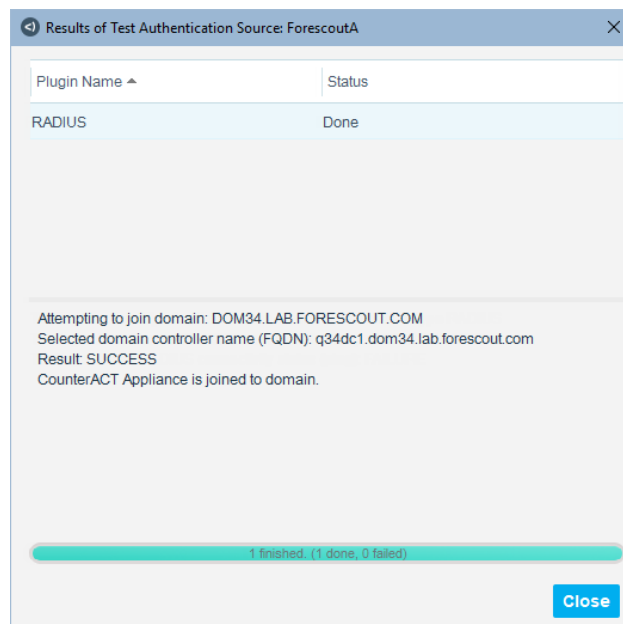 Results of Test Authentication Source: ForescoutA
Plugin Name Status
RADIUS Done
Attempting to join domain: DOM34.LAB.FORESCOUT.COM
Selected domain controller name (FQDN): q34dc1.dom34.lab.forescout.com
Result: SUCCESS
CounterACT Appliance is joined to domain.
1 finished. (1 done, 0 failed)
Close